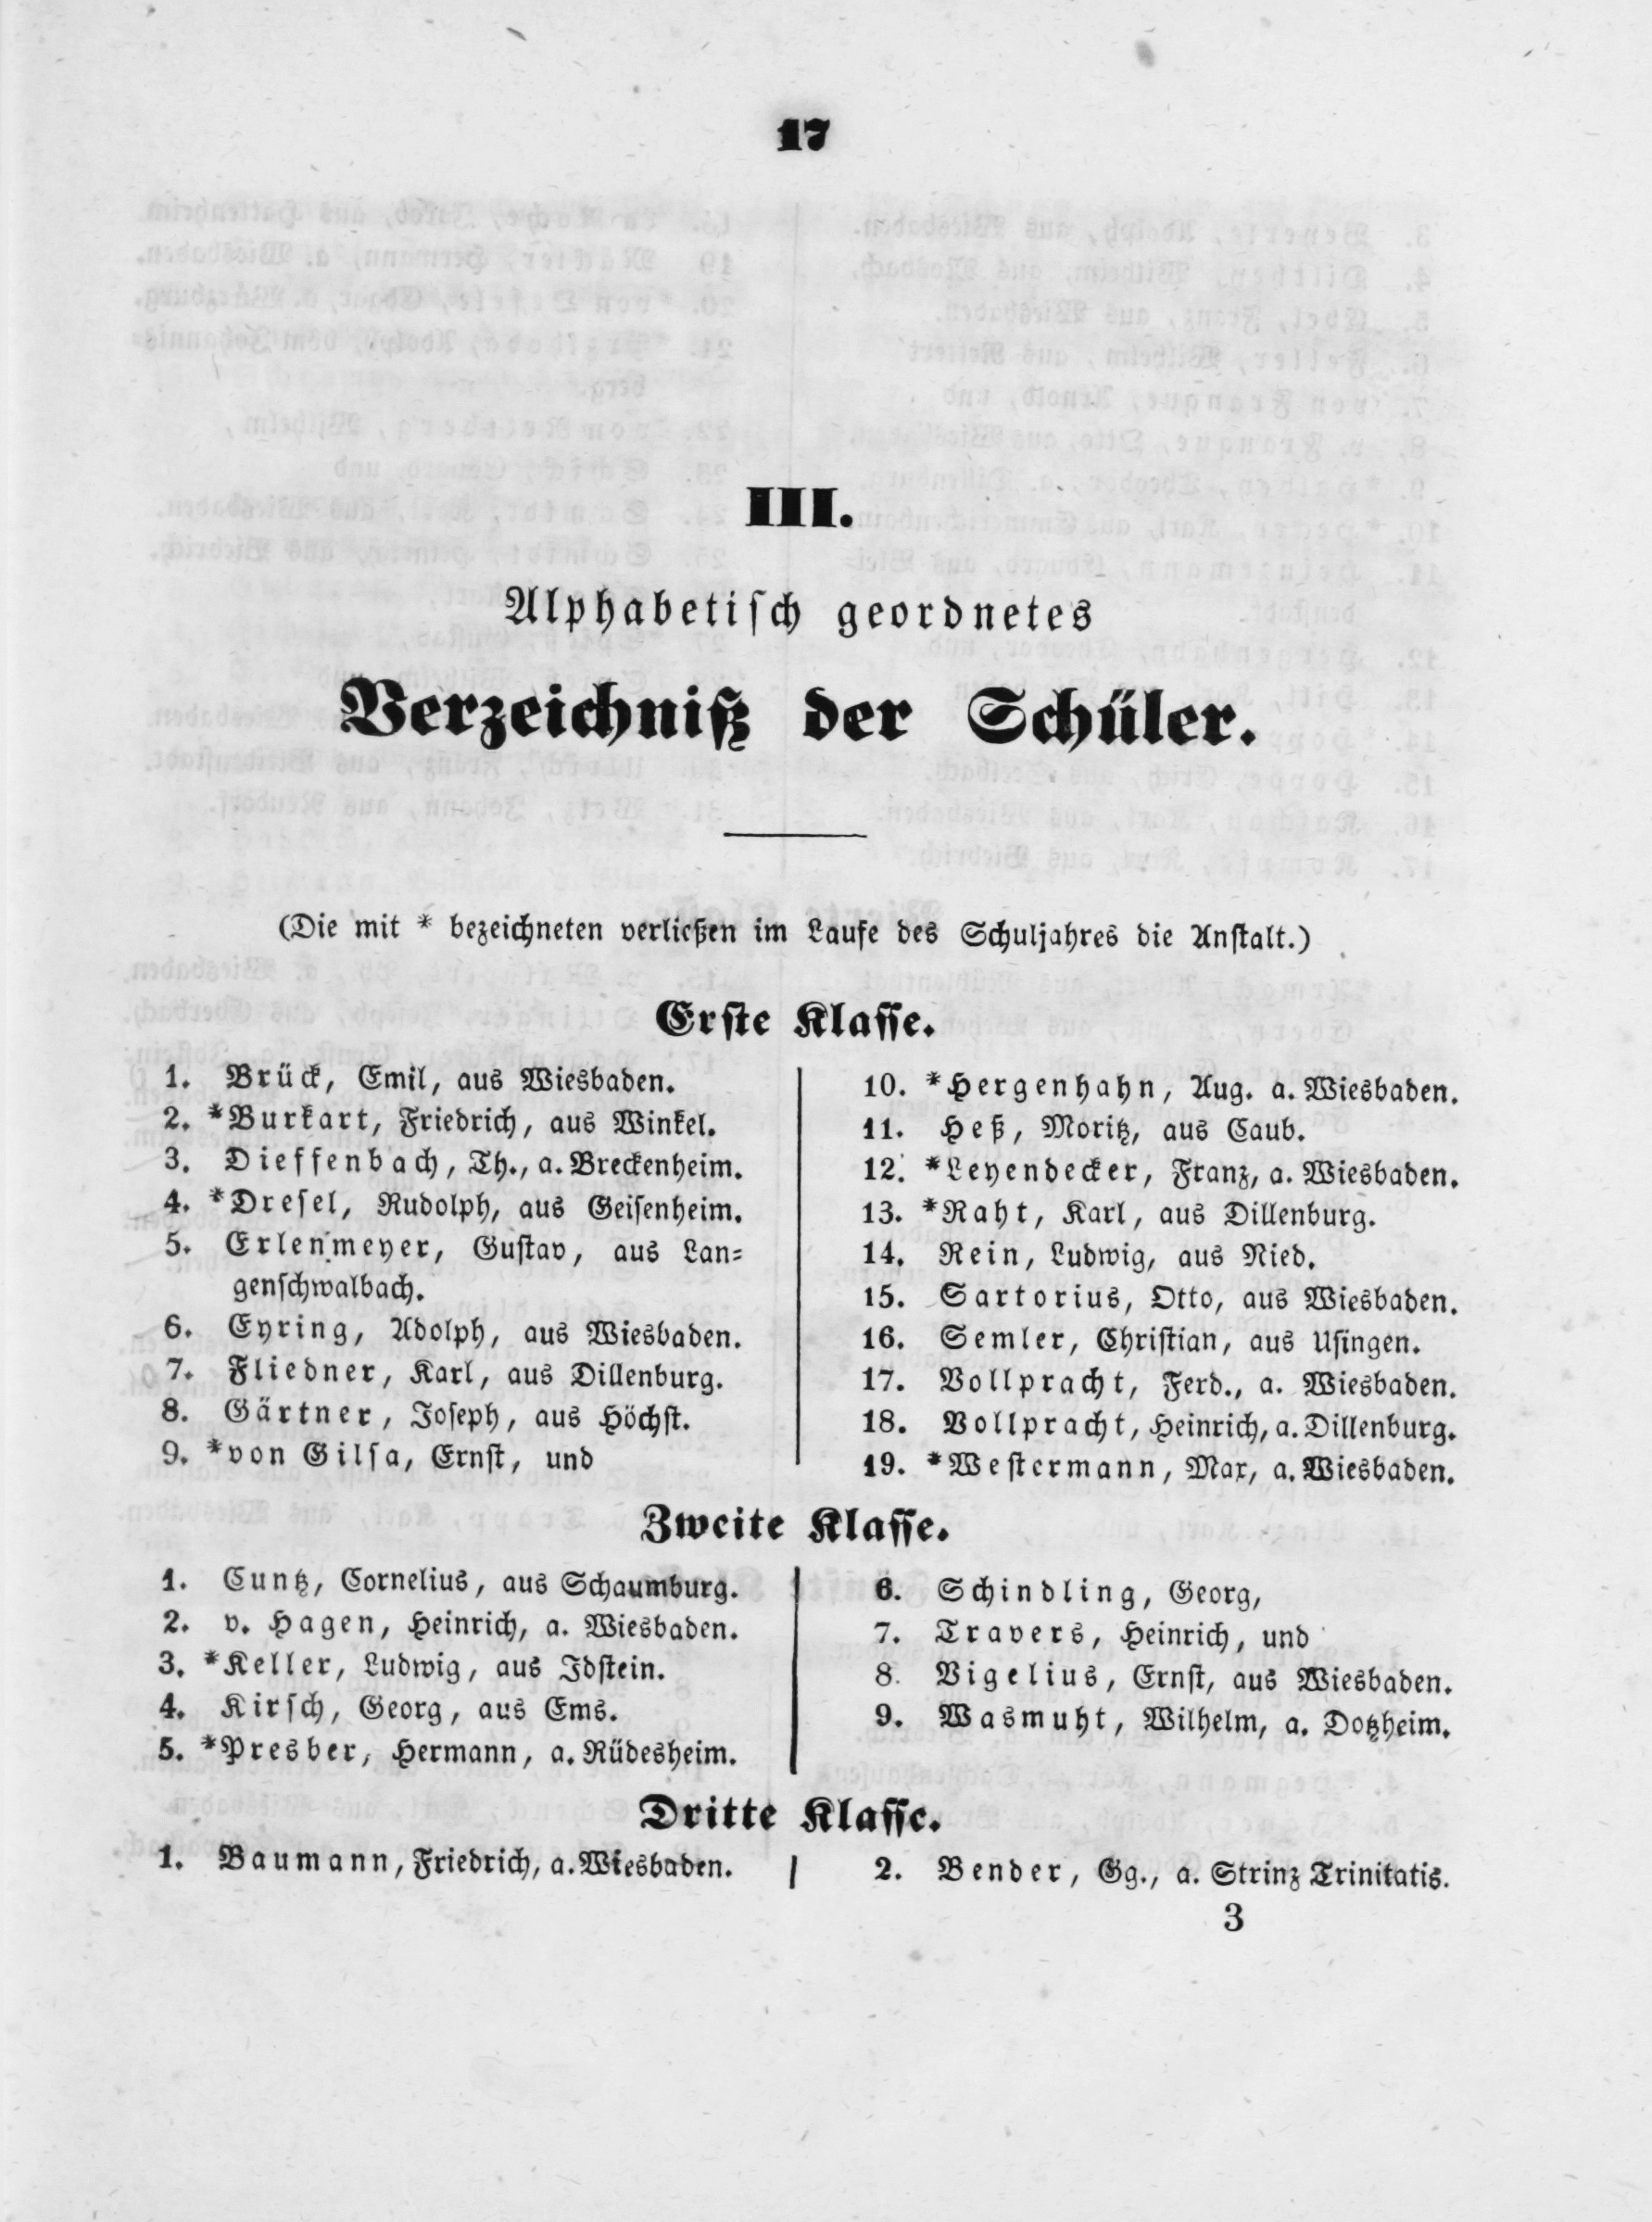 17
III.
Alphabetisch geordnetes
Verzeichniß der Schüler.
(Die mit * bezeichneten verließen im Laufe des Schuljahres die Anstalt.)
Erste Klasse.
1. Brück, Emil, aus Wiesbaden.
2. *Burkart, Friedrich, aus Winkel.
3. Dieffenbach, Th., a. Breckenheim.
4. *Dresel, Rudolph, aus Geisenheim.
5. Erlenmeyer, Gustav, aus Lan-
genschwalbach.
6. Eyring, Adolph, aus Wiesbaden.
7. Fliedner, Karl, aus Dillenburg.
8. Gärtner, Joseph, aus Höchst.
9. *von Gilsa, Ernst, und
10. *Hergenhahn, Aug. a. Wiesbaden.
11. Heß, Moritz, aus Caub.
12. *Leyendecker, Franz, a. Wiesbaden.
13. *Raht, Karl, aus Dillenburg.
14. Rein, Ludwig, aus Nied.
15. Sartorius, Otto, aus Wiesbaden.
16. Semler, Christian, aus Usingen.
17. Vollpracht, Ferd., a. Wiesbaden.
18. Vollpracht, Heinrich, a. Dillenburg.
19. *Westermann, Max, a. Wiesbaden.
Zweite Klasse.
1. Cuntz, Cornelius, aus Schaumburg.
2. v. Hagen, Heinrich, a. Wiesbaden.
3. *Keller, Ludwig, aus Idstein.
4. Kirsch, Georg, aus Ems.
5. *Presber, Hermann, a. Rüdesheim.
6. Schindling, Georg,
7. Travers, Heinrich, und
8. Vigelius, Ernst, aus Wiesbaden.
9. Wasmuht, Wilhelm, a. Dotzheim.
Dritte Klasse.
1. Baumann, Friedrich, a. Wiesbaden.
2. Bender, Gg., a. Strinz Trinitatis.
3